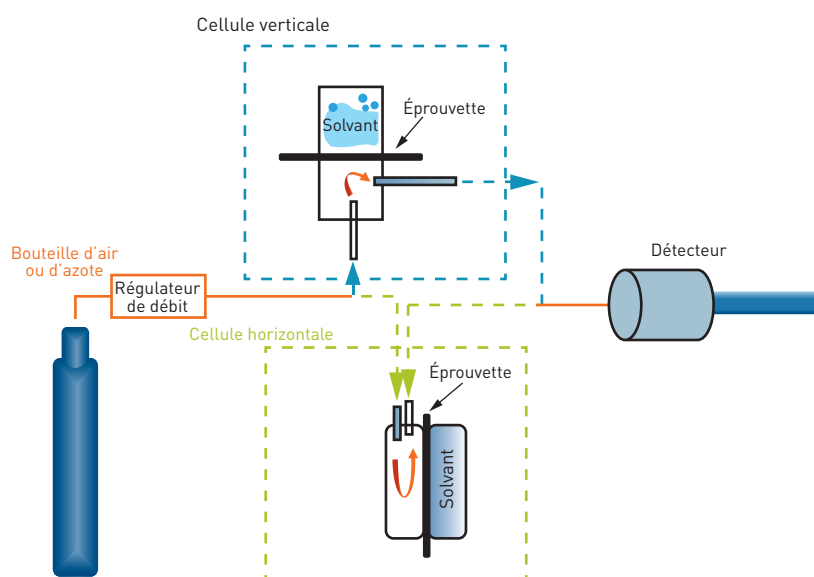 Cellule verticale
Solvant
Éprouvette
Bouteille d'air
ou d'azote
Régulateur
de débit
Détecteur
Cellule horizontale
Éprouvette
Solvant